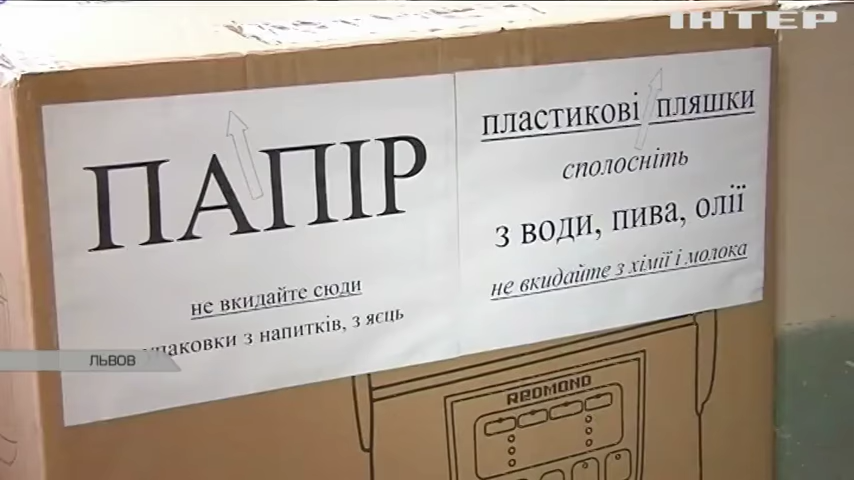 ІНТЕР
ПАПІР
не вкидайте сюди
упаковки з напитків, з яєць
пластикові пляшки
сполосніть
з води, пива, олії
не вкидайте з хімії і молока
ЛЬВОВ
REDMOND